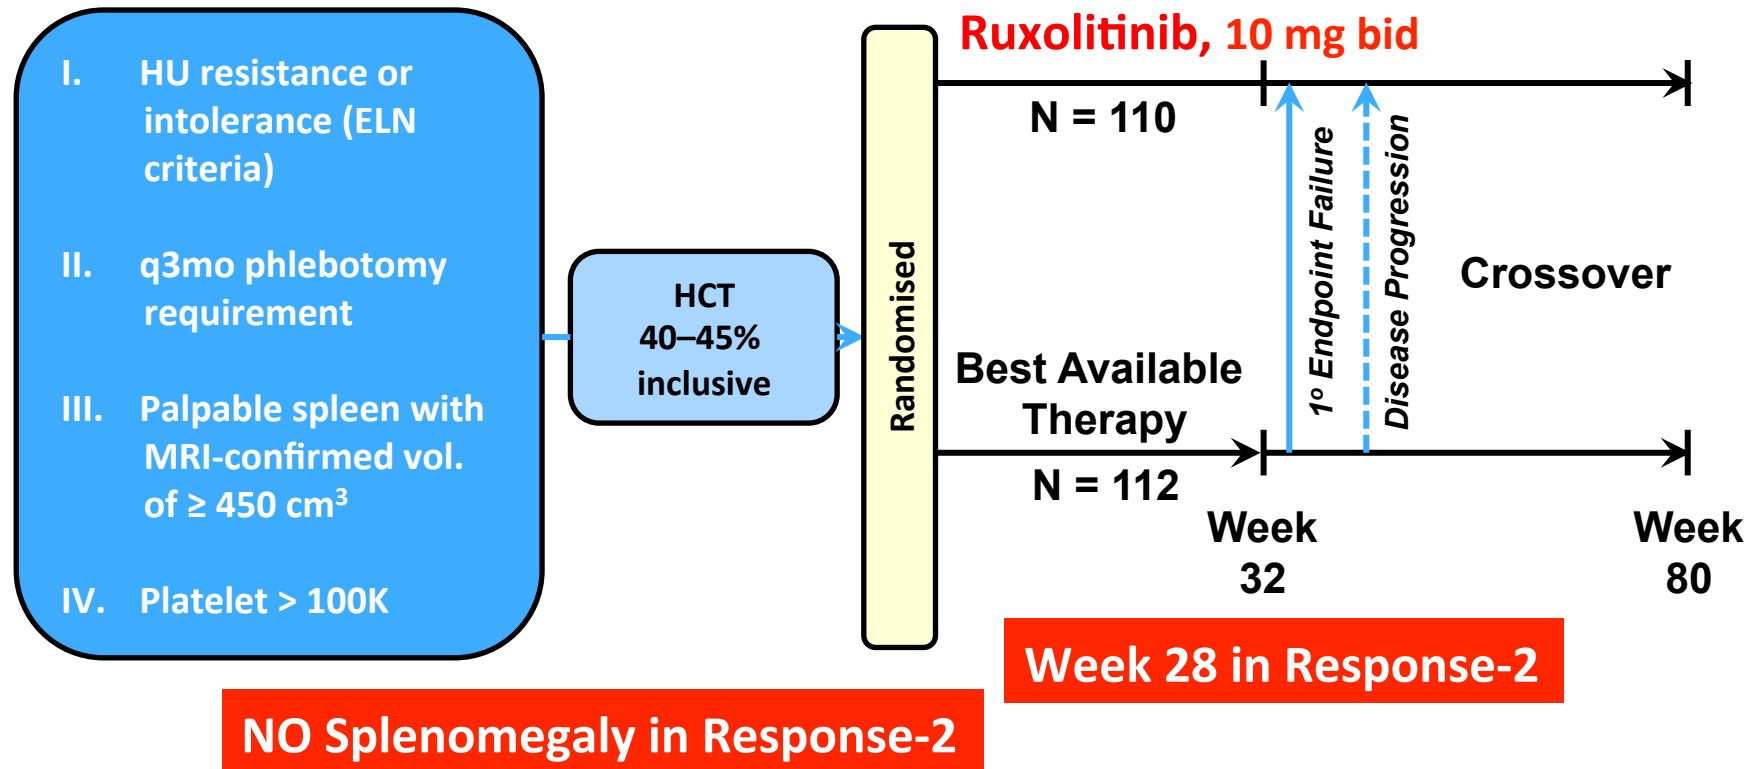 I. HU resistance or
intolerance (ELN
criteria)
II. q3mo phlebotomy
requirement
III. Palpable spleen with
MRI-confirmed vol.
of ≥ 450 cm³
IV. Platelet > 100K
HCT
40–45%
inclusive
Randomised
Ruxolitinib, 10 mg bid
N = 110
Best Available
Therapy
N = 112
1º Endpoint Failure
Disease Progression
Crossover
Week
32
Week
80
Week 28 in Response-2
NO Splenomegaly in Response-2